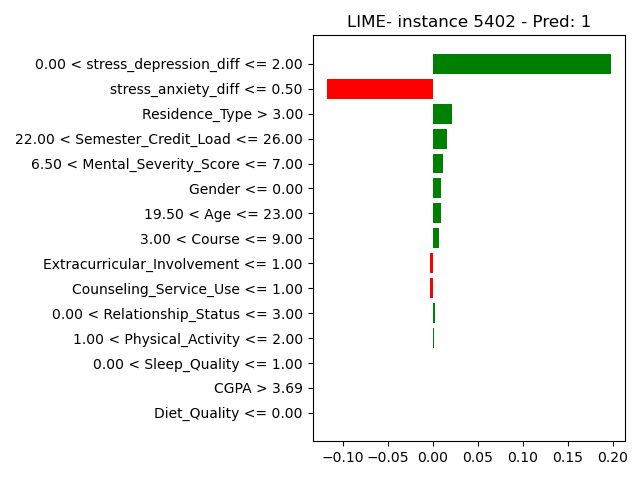 LIME- instance 5402 - Pred: 1
0.00 < stress_depression_diff <= 2.00
stress_anxiety_diff <= 0.50
Residence_Type > 3.00
22.00 < Semester_Credit_Load <= 26.00
6.50 < Mental_Severity_Score <= 7.00
Gender <= 0.00
19.50 < Age <= 23.00
3.00 < Course <= 9.00
Extracurricular_Involvement <= 1.00
Counseling_Service_Use <= 1.00
0.00 < Relationship_Status <= 3.00
1.00 < Physical_Activity <= 2.00
0.00 < Sleep_Quality <= 1.00
CGPA > 3.69
Diet_Quality <= 0.00
−0.10 −0.05 0.00 0.05 0.10 0.15 0.20